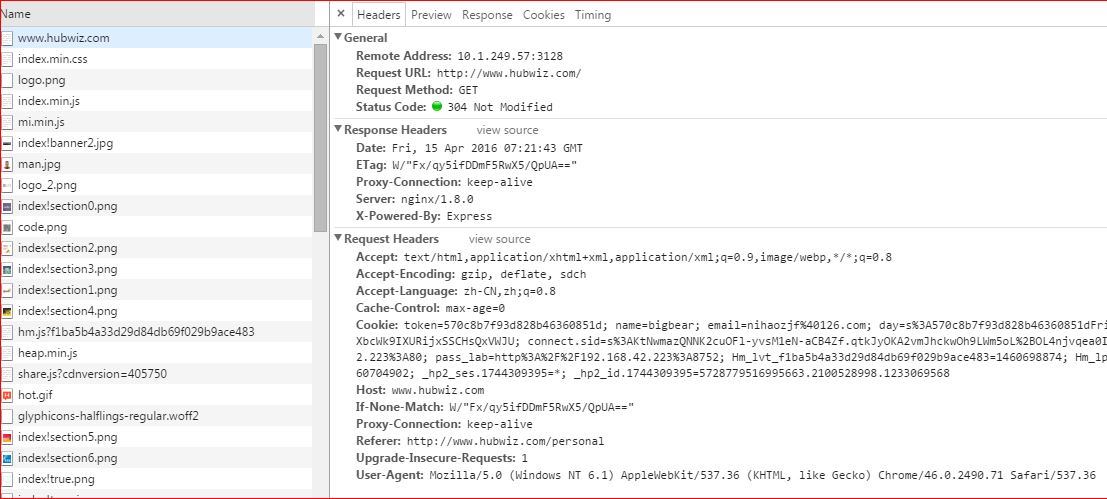 Name
www.hubwiz.com
index.min.css
logo.png
index.min.js
mi.min.js
index!banner2.jpg
man.jpg
logo_2.png
index!section0.png
code.png
index!section2.png
index!section3.png
index!section1.png
index!section4.png
hm.js?f1ba5b4a33d29d84db69f029b9ace483
heap.min.js
share.js?cdnversion=405750
hot.gif
glyphicons-halflings-regular.woff2
index!section5.png
index!section6.png
index!true.png
× Headers Preview Response Cookies Timing
General
Remote Address: 10.1.249.57:3128
Request URL: http://www.hubwiz.com/
Request Method: GET
Status Code: 304 Not Modified
Response Headers view source
Date: Fri, 15 Apr 2016 07:21:43 GMT
ETag: W/"Fx/qy5ifDDmF5RwX5/QpUA=="
Proxy-Connection: keep-alive
Server: nginx/1.8.0
X-Powered-By: Express
Request Headers view source
Accept: text/html,application/xhtml+xml,application/xml;q=0.9,image/webp,*/*;q=0.8
Accept-Encoding: gzip, deflate, sdch
Accept-Language: zh-CN,zh;q=0.8
Cache-Control: max-age=0
Cookie: token=570c8b7f93d828b46360851d; name=bigbear; email=nihaozjf%40126.com; day=s%3A570c8b7f93d828b46360851dFri
XbcWk9IXURijxSSCHsQxVWJU; connect.sid=s%3AKtNwmazQNNK2cuOFl-yvsMleN-aCB4Zf.qtkJyOKA2vmJhckwOh9LWm5oL%2BOL4njvqea0I
2.223%3A80; pass_lab=http%3A%2F%2F192.168.42.223%3A8752; Hm_lvt_f1ba5b4a33d29d84db69f029b9ace483=1460698874; Hm_lp
60704902; _hp2_ses.1744309395=*; _hp2_id.1744309395=5728779516995663.2100528998.1233069568
Host: www.hubwiz.com
If-None-Match: W/"Fx/qy5ifDDmF5RwX5/QpUA=="
Proxy-Connection: keep-alive
Referer: http://www.hubwiz.com/personal
Upgrade-Insecure-Requests: 1
User-Agent: Mozilla/5.0 (Windows NT 6.1) AppleWebKit/537.36 (KHTML, like Gecko) Chrome/46.0.2490.71 Safari/537.36